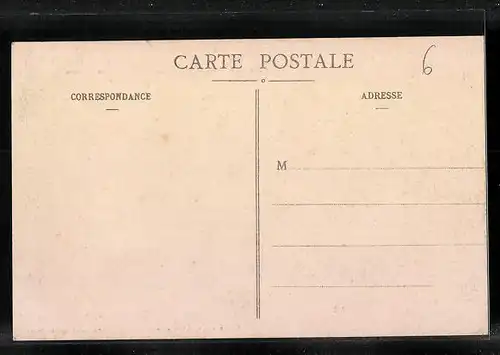 CARTE POSTALE
6
CORRESPONDANCE
ADRESSE
M